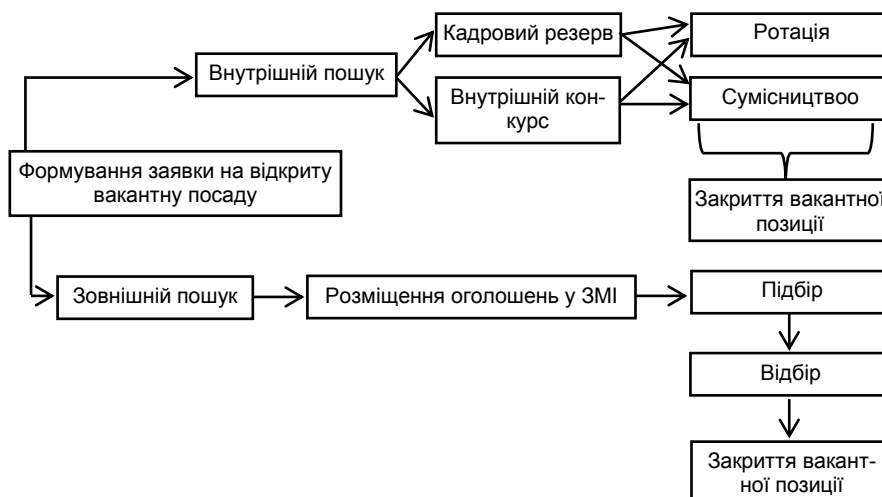 Кадровий резерв
Ротація
Внутрішній пошук
Внутрішній кон-
курс
Сумісництвоо
Формування заявки на відкриту
вакантну посаду
Закриття вакантної
позиції
Зовнішній пошук
Розміщення оголошень у ЗМІ
Підбір
Відбір
Закриття вакант-
ної позиції